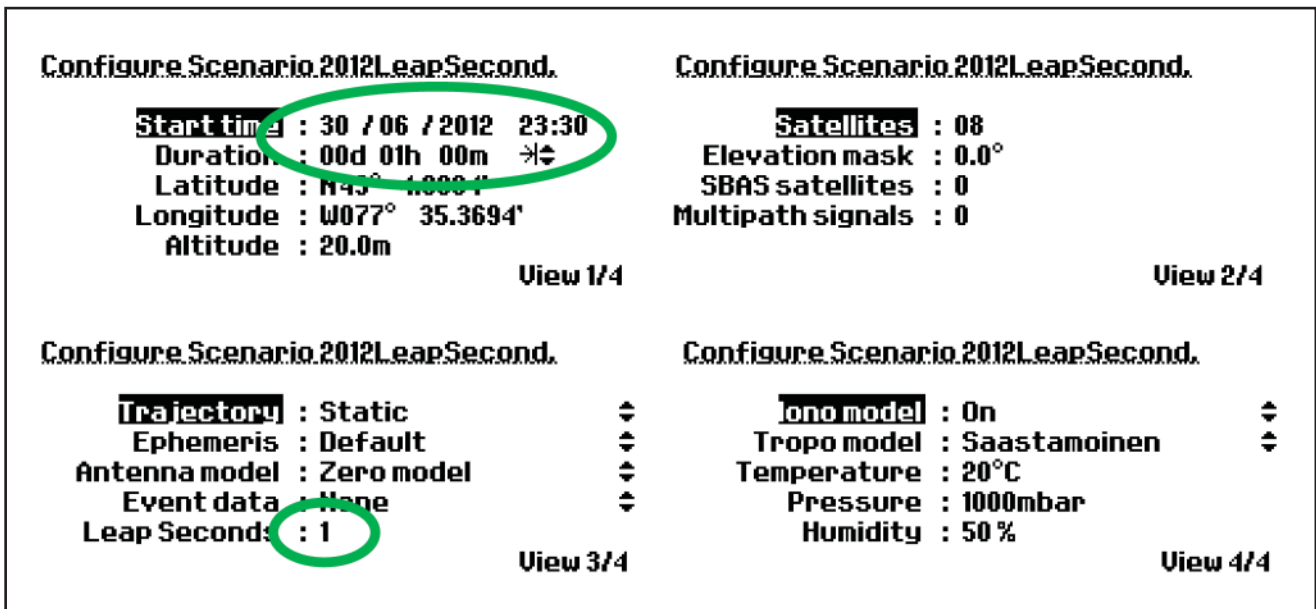 Configure Scenario 2012LeapSecond.
Start time : 30 / 06 / 2012 23:30
Duration : 00d 01h 00m
Latitude :
Longitude : W077° 35.3694'
Altitude : 20.0m
View 1/4
Configure Scenario 2012LeapSecond.
Satellites : 08
Elevation mask : 0.0°
SBAS satellites : 0
Multipath signals : 0
View 2/4
Configure Scenario 2012LeapSecond.
Trajectory : Static
Ephemeris : Default
Antenna model : Zero model
Event data : None
Leap Seconds : 1
View 3/4
Configure Scenario 2012LeapSecond.
Iono model : On
Tropo model : Saastamoinen
Temperature : 20°C
Pressure : 1000mbar
Humidity : 50 %
View 4/4